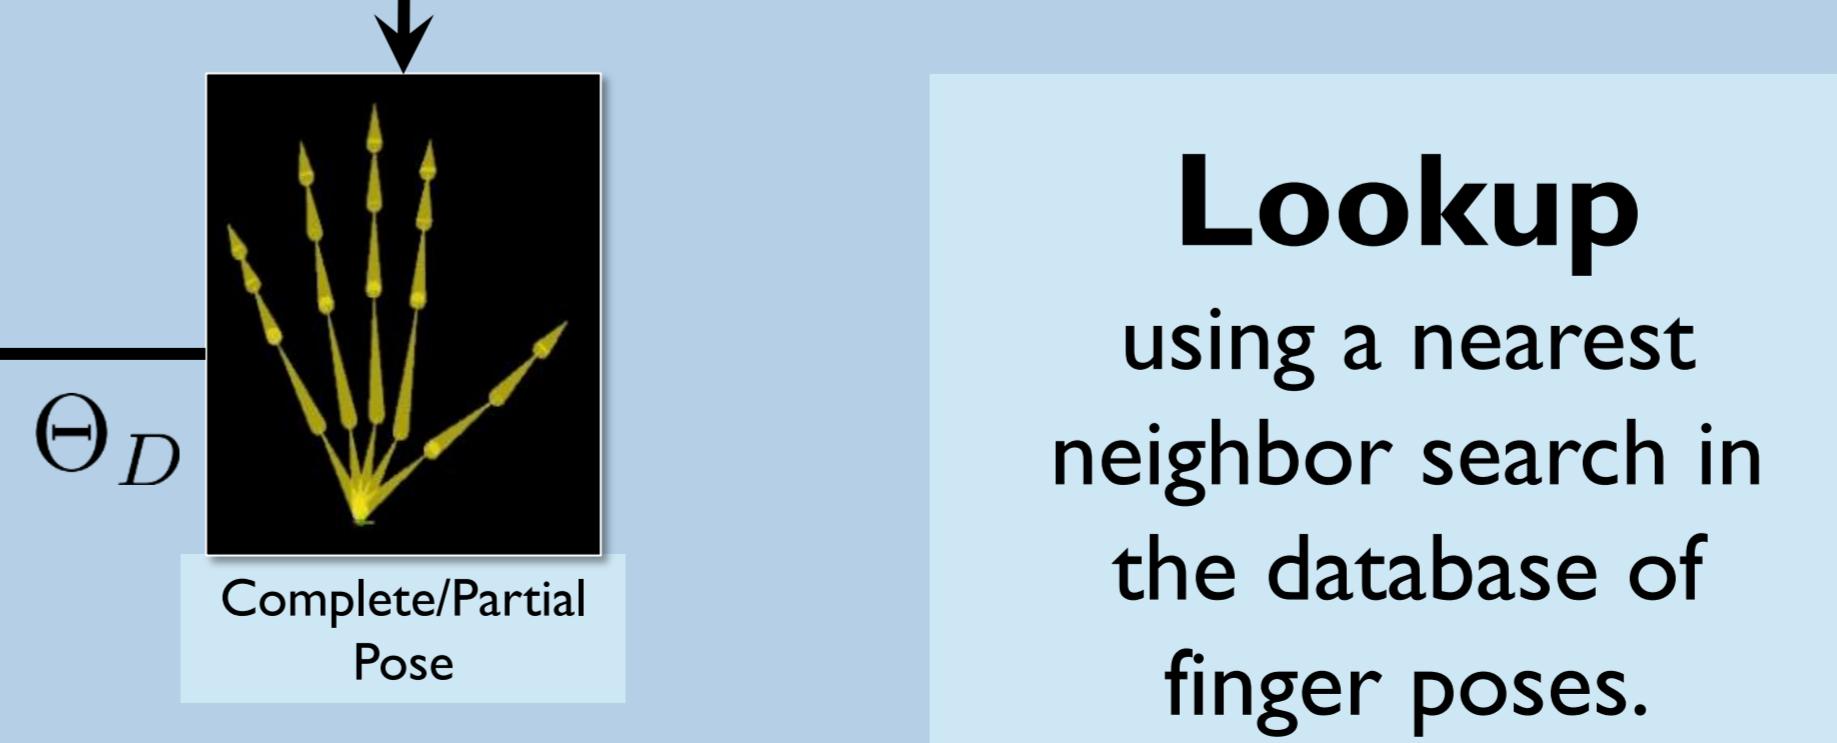 Θ_D
Complete/Partial
Pose
Lookup
using a nearest
neighbor search in
the database of
finger poses.